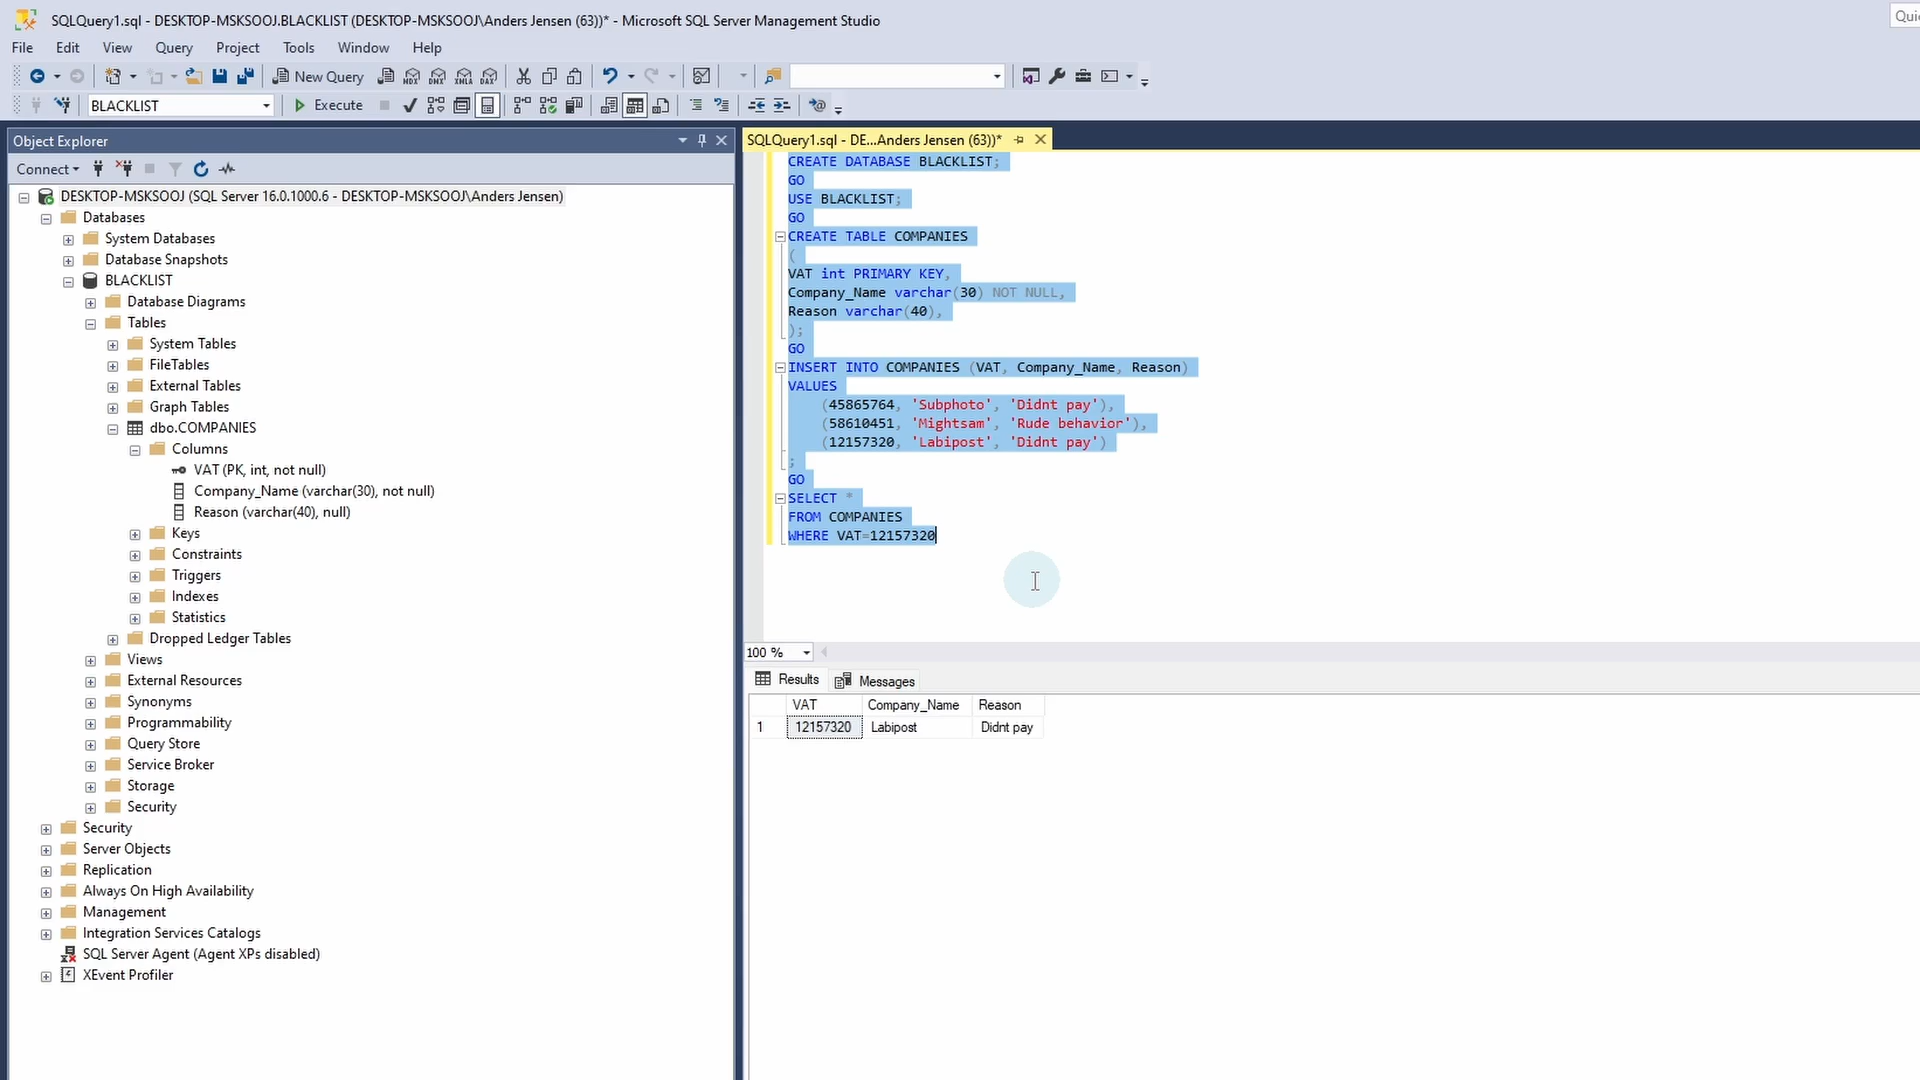 SQLQuery1.sql - DESKTOP-MSKSOOJ.BLACKLIST (DESKTOP-MSKSOOJ\Anders Jensen (63))* - Microsoft SQL Server Management Studio
File Edit View Query Project Tools Window Help
New Query
MDX DMX XMLA DAX
BLACKLIST
Execute
Object Explorer
Connect
DESKTOP-MSKSOOJ (SQL Server 16.0.1000.6 - DESKTOP-MSKSOOJ\Anders Jensen)
Databases
System Databases
Database Snapshots
BLACKLIST
Database Diagrams
Tables
System Tables
FileTables
External Tables
Graph Tables
dbo.COMPANIES
Columns
VAT (PK, int, not null)
Company_Name (varchar(30), not null)
Reason (varchar(40), null)
Keys
Constraints
Triggers
Indexes
Statistics
Dropped Ledger Tables
Views
External Resources
Synonyms
Programmability
Query Store
Service Broker
Storage
Security
Security
Server Objects
Replication
Always On High Availability
Management
Integration Services Catalogs
SQL Server Agent (Agent XPs disabled)
XEvent Profiler
SQLQuery1.sql - DE...Anders Jensen (63))*
CREATE DATABASE BLACKLIST;
GO
USE BLACKLIST;
GO
CREATE TABLE COMPANIES
(
VAT int PRIMARY KEY,
Company_Name varchar(30) NOT NULL,
Reason varchar(40),
);
GO
INSERT INTO COMPANIES (VAT, Company_Name, Reason)
VALUES
(45865764, 'Subphoto', 'Didnt pay'),
(58610451, 'Mightsam', 'Rude behavior'),
(12157320, 'Labipost', 'Didnt pay')
;
GO
SELECT *
FROM COMPANIES
WHERE VAT=12157320
100 %
Results Messages
VAT Company_Name Reason
1 12157320 Labipost Didnt pay